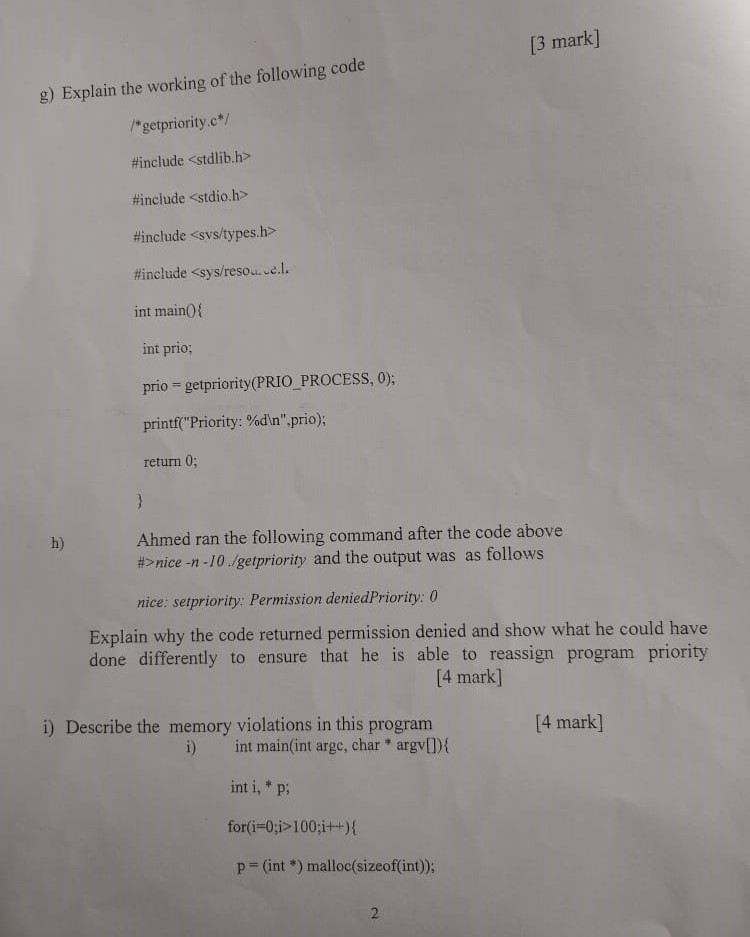 [3 mark]
g) Explain the working of the following code
/*getpriority.c*/
#include <stdlib.h>
#include <stdio.h>
#include <sys/types.h>
#include
int main(){
int prio;
prio = getpriority(PRIO_PROCESS, 0);
printf("Priority: %d\n",prio);
return 0;
}
h) Ahmed ran the following command after the code above
#>nice -n -10 ./getpriority and the output was as follows
nice: setpriority: Permission deniedPriority: 0
Explain why the code returned permission denied and show what he could have
done differently to ensure that he is able to reassign program priority
[4 mark]
i) Describe the memory violations in this program [4 mark]
i) int main(int argc, char * argv[]){
int i, * p;
for(i=0;i>100;i++){
p = (int *) malloc(sizeof(int));
2